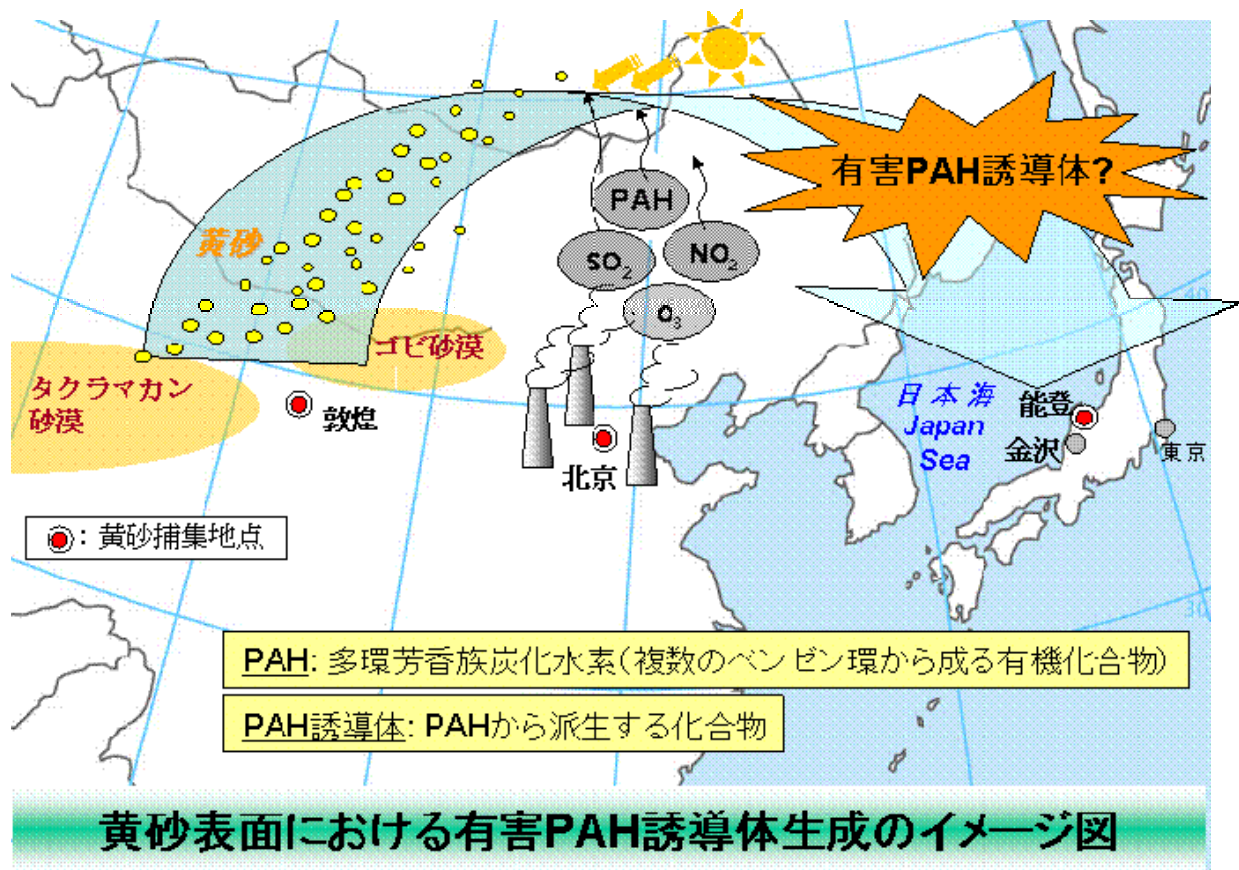 有害PAH誘導体?
PAH
SO2
NO2
O3
黄砂
ゴビ砂漠
タクラマカン
砂漠
敦煌
北京
日本海
Japan
Sea
能登
金沢
東京
40
30
: 黄砂捕集地点
PAH: 多環芳香族炭化水素(複数のベンゼン環から成る有機化合物)
PAH誘導体: PAHから派生する化合物
黄砂表面における有害PAH誘導体生成のイメージ図